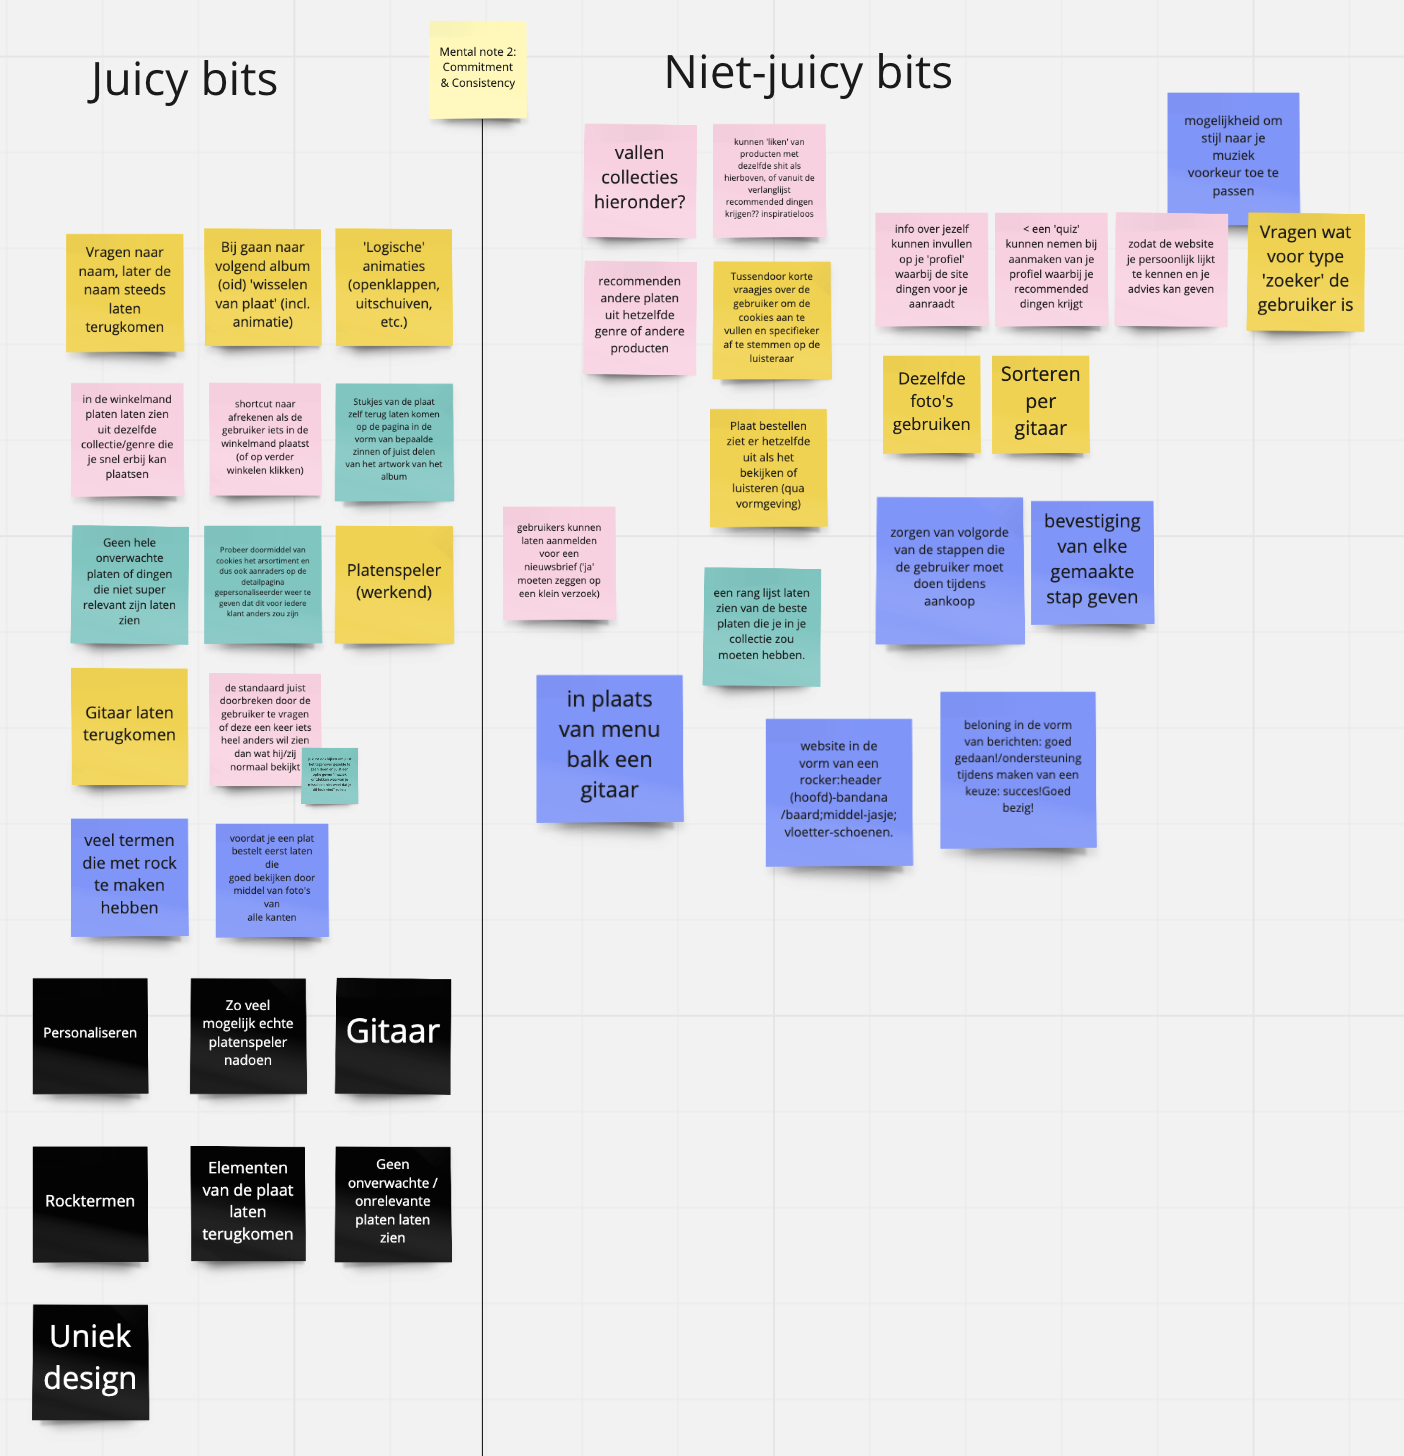 Juicy bits
Mental note 2:
Commitment
& Consistency
Niet-juicy bits
Vragen naar
naam, later de
naam steeds
laten
terugkomen
Bij gaan naar
volgend album
(oid) 'wisselen
van plaat' (incl.
animatie)
'Logische'
animaties
(openklappen,
uitschuiven,
etc.)
in de winkelmand
platen laten zien
uit dezelfde
collectie/genre die
je snel erbij kan
plaatsen
shortcut naar
afrekenen als de
gebruiker iets in de
winkelmand plaatst
(of op verder
winkelen klikken)
Stukjes van de plaat
zelf terug laten komen
op de pagina in de
vorm van bepaalde
zinnen of juist delen
van het artwork van het
album
Geen hele
onverwachte
platen of dingen
die niet super
relevant zijn laten
zien
Probeer doormiddel van
cookies het arsortiment en
dus ook aanraders op de
detailpagina
gepersonaliseerder weer te
geven dat dit voor iedere
klant anders zou zijn
Platenspeler
(werkend)
Gitaar laten
terugkomen
de standaard juist
doorbreken door de
gebruiker te vragen
of deze een keer iets
heel anders wil zien
dan wat hij/zij
normaal bekijkt
veel termen
die met rock
te maken
hebben
voordat je een plat
bestelt eerst laten
die
goed bekijken door
middel van foto's
van
alle kanten
Personaliseren
Zo veel
mogelijk echte
platenspeler
nadoen
Gitaar
Rocktermen
Elementen
van de plaat
laten
terugkomen
Geen
onverwachte /
onrelevante
platen laten
zien
Uniek
design
vallen
collecties
hieronder?
kunnen 'liken' van
producten met
dezelfde shit als
hierboven, of vanuit de
verlanglijst
recommended dingen
krijgen?? inspiratieloos
mogelijkheid om
stijl naar je
muziek
voorkeur toe te
passen
info over jezelf
kunnen invullen
op je 'profiel'
waarbij de site
dingen voor je
aanraadt
< een 'quiz'
kunnen nemen bij
aanmaken van je
profiel waarbij je
recommended
dingen krijgt
zodat de website
je persoonlijk lijkt
te kennen en je
advies kan geven
Vragen wat
voor type
'zoeker' de
gebruiker is
recommenden
andere platen
uit hetzelfde
genre of andere
producten
Tussendoor korte
vraagjes over de
gebruiker om de
cookies aan te
vullen en specifieker
af te stemmen op de
luisteraar
Dezelfde
foto's
gebruiken
Sorteren
per
gitaar
Plaat bestellen
ziet er hetzelfde
uit als het
bekijken of
luisteren (qua
vormgeving)
gebruikers kunnen
laten aanmelden
voor een
nieuwsbrief ('ja'
moeten zeggen op
een klein verzoek)
zorgen van volgorde
van de stappen die
de gebruiker moet
doen tijdens
aankoop
bevestiging
van elke
gemaakte
stap geven
een rang lijst laten
zien van de beste
platen die je in je
collectie zou
moeten hebben.
in plaats
van menu
balk een
gitaar
website in de
vorm van een
rocker:header
(hoofd)-bandana
/baard;middel-jasje;
vloetter-schoenen.
beloning in de vorm
van berichten: goed
gedaan!/ondersteuning
tijdens maken van een
keuze: succes!Goed
bezig!